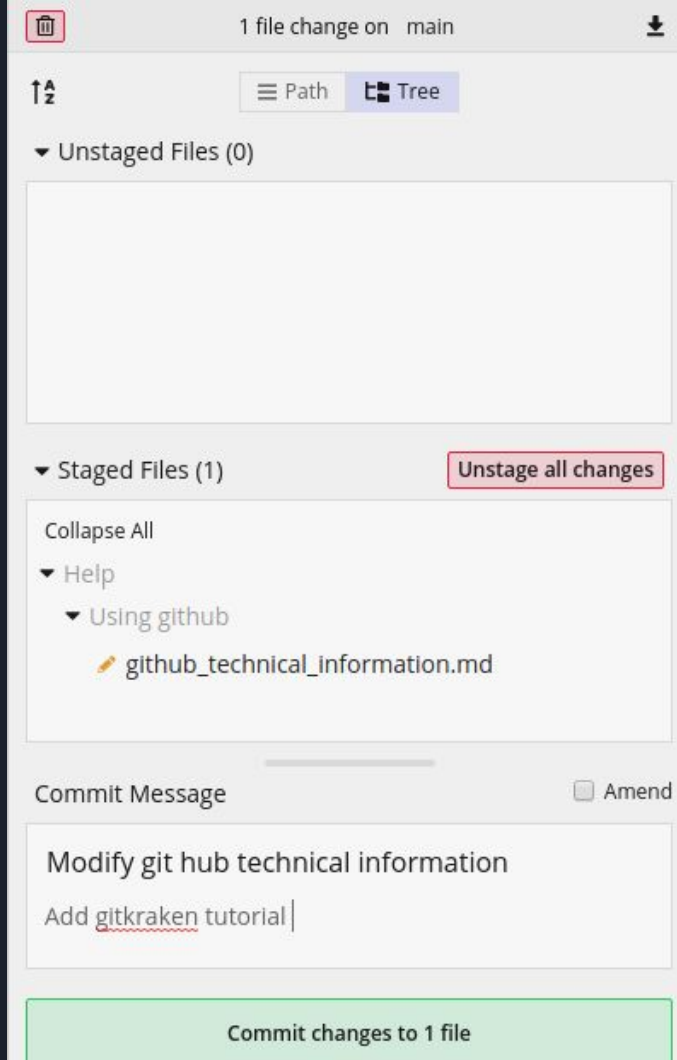 1 file change on main
Path Tree
Unstaged Files (0)
Staged Files (1) Unstage all changes
Collapse All
Help
Using github
github_technical_information.md
Commit Message Amend
Modify git hub technical information
Add gitkraken tutorial
Commit changes to 1 file